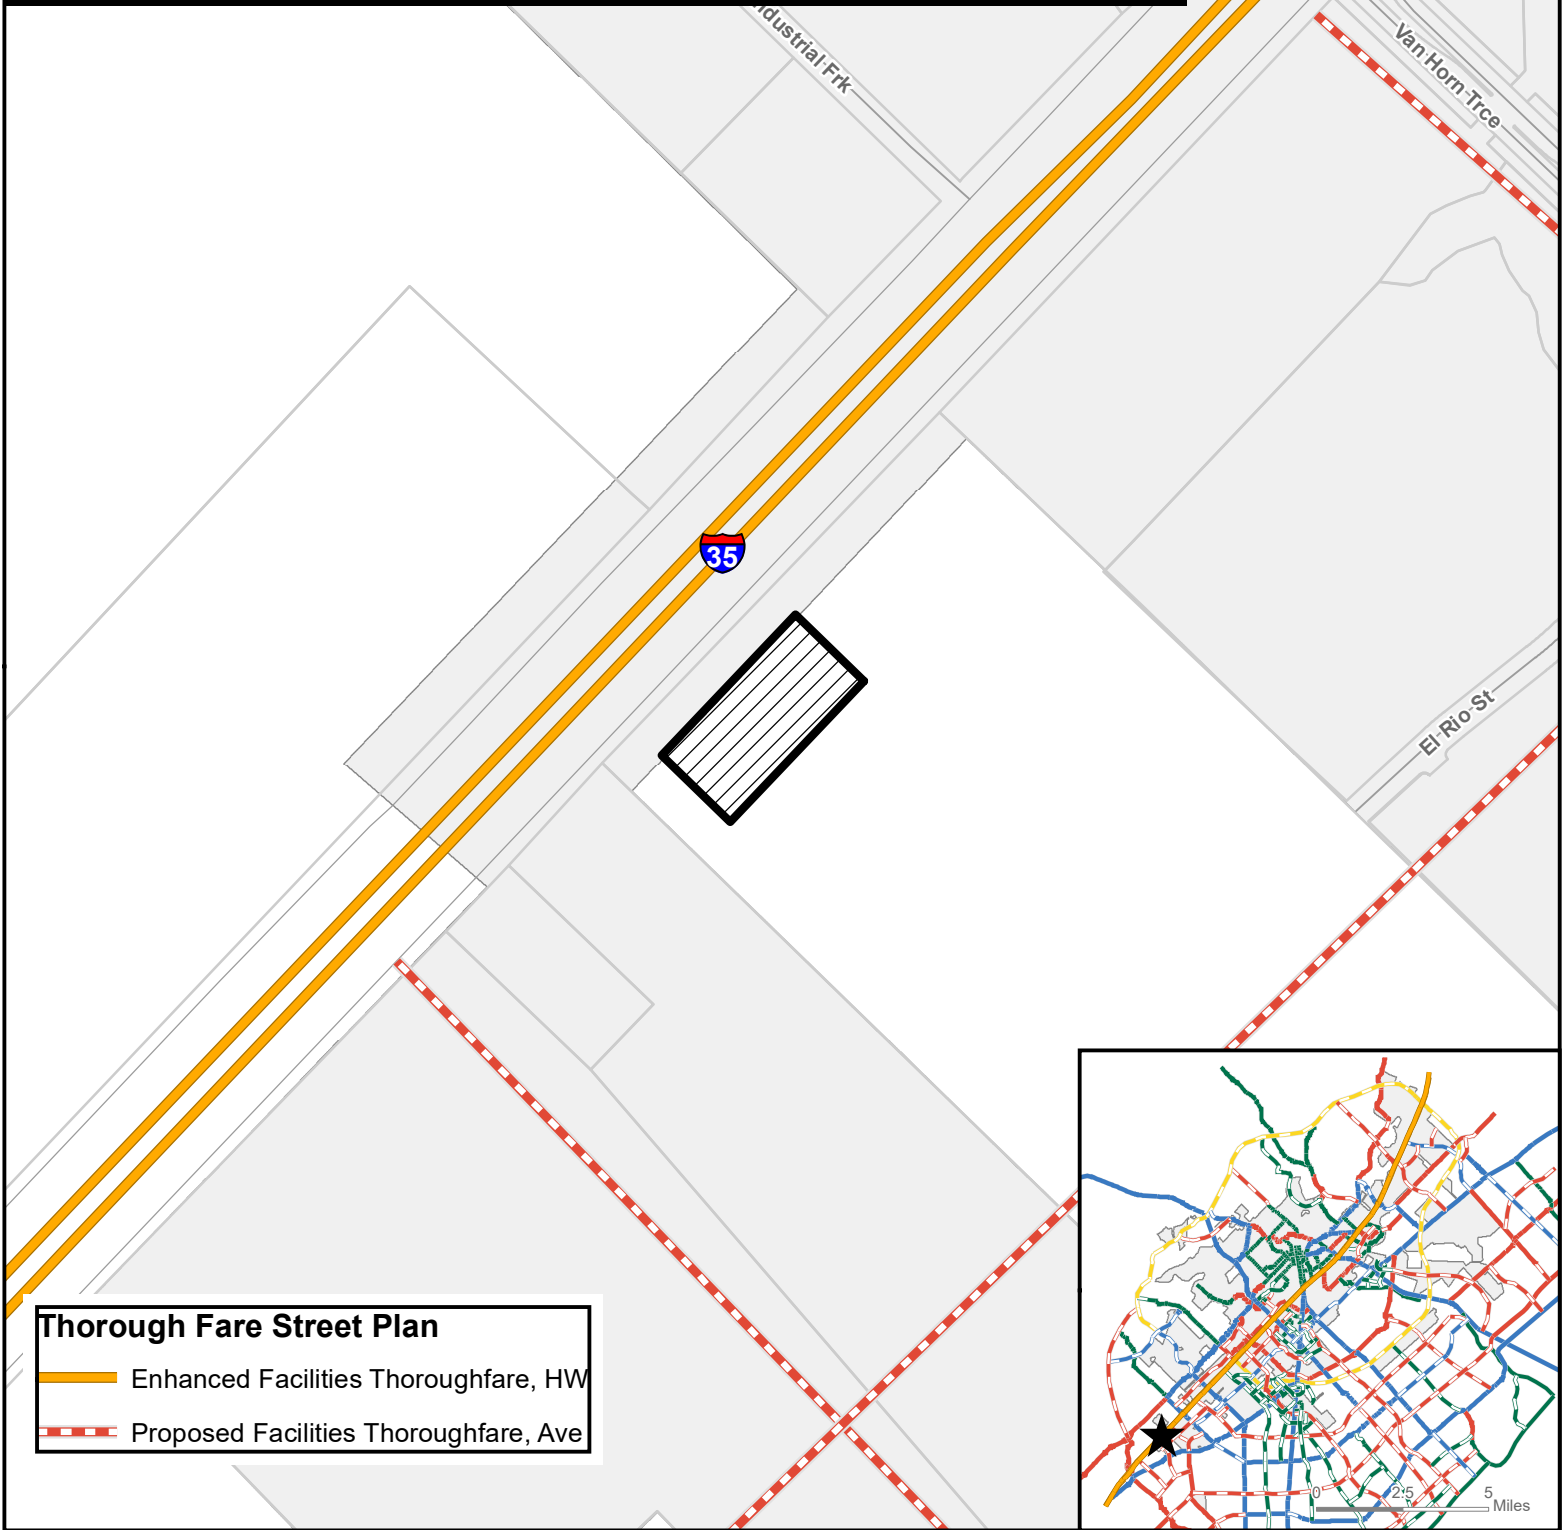 ndustrial Frk
Van Horn Trce
35
El Rio St
Thorough Fare Street Plan
Enhanced Facilities Thoroughfare, HW
Proposed Facilities Thoroughfare, Ave
0 2.5 5
Miles